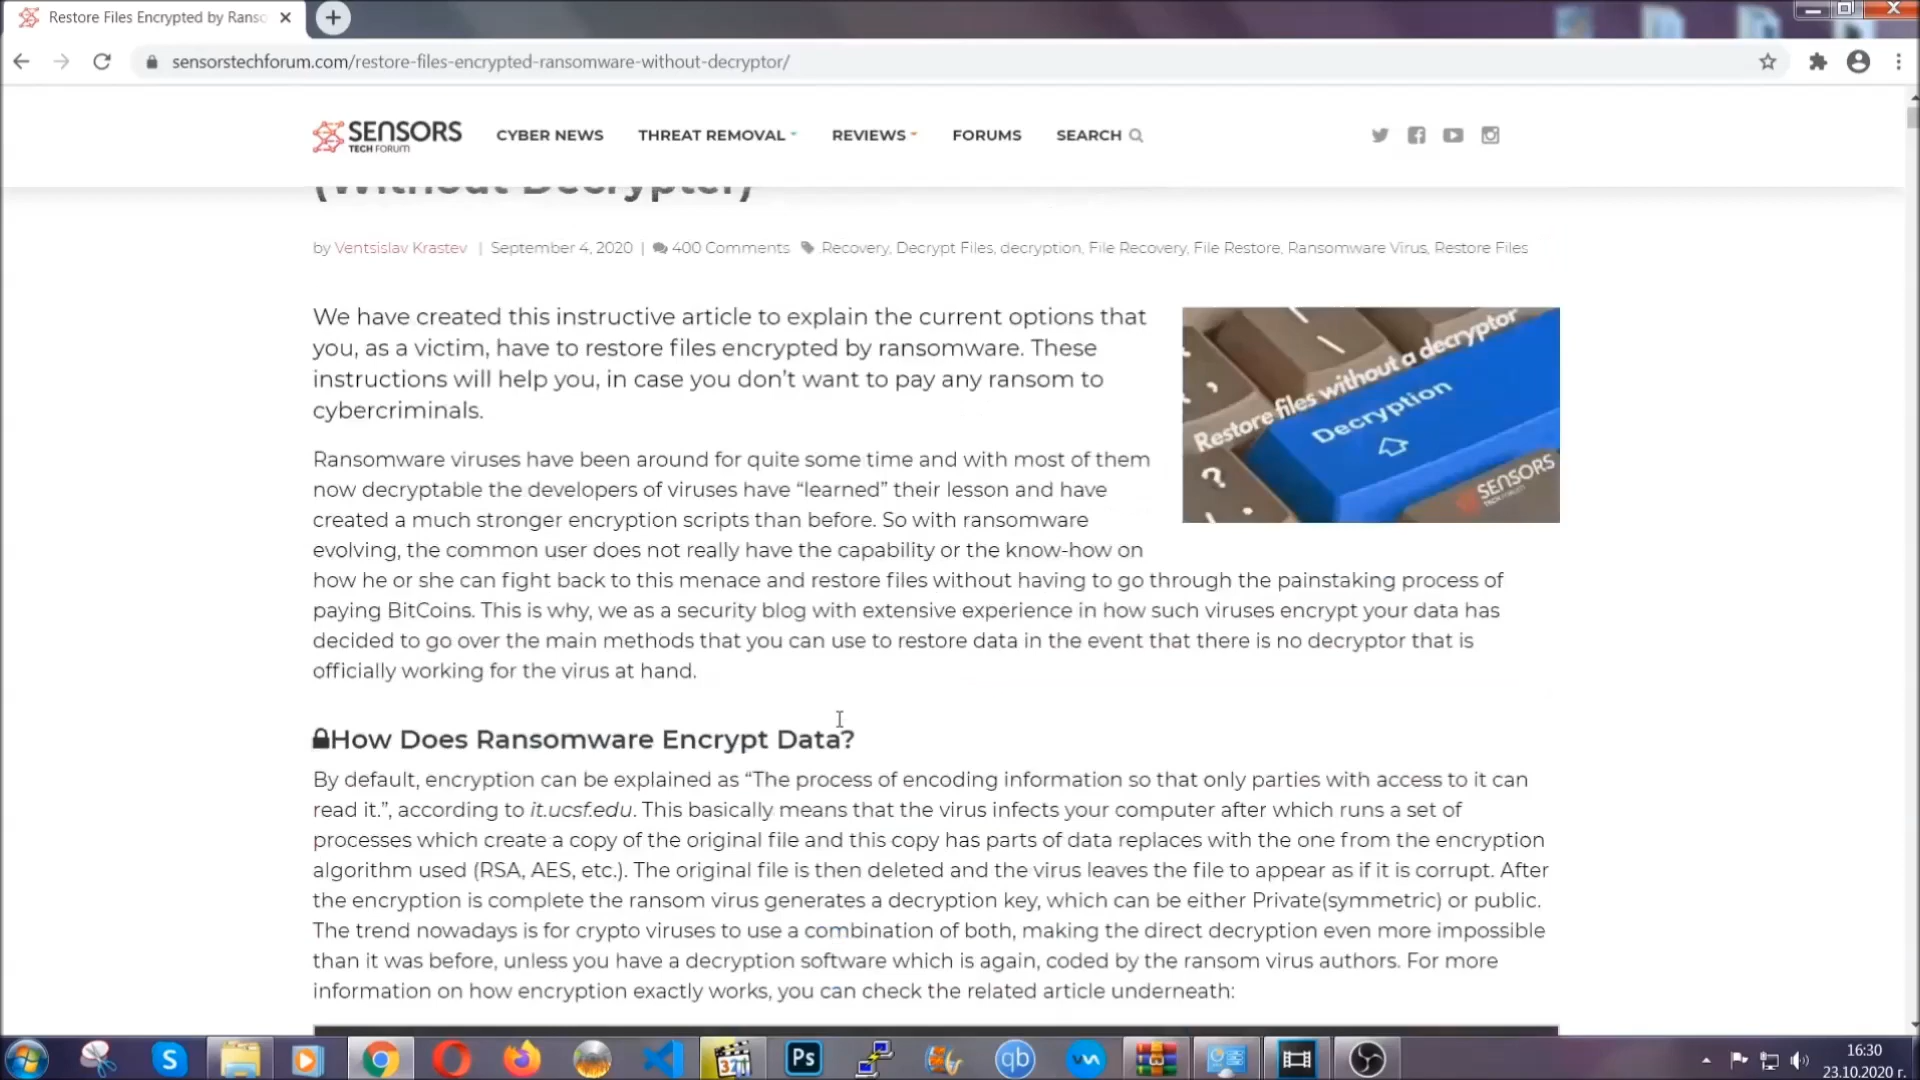 Restore Files Encrypted by Ranso
sensorstechforum.com/restore-files-encrypted-ransomware-without-decryptor/
SENSORS
TECH FORUM
CYBER NEWS THREAT REMOVAL REVIEWS FORUMS SEARCH
(Without Decrypter)
by Ventsislav Krastev | September 4, 2020 | 400 Comments Recovery, Decrypt Files, decryption, File Recovery, File Restore, Ransomware Virus, Restore Files
We have created this instructive article to explain the current options that
you, as a victim, have to restore files encrypted by ransomware. These
instructions will help you, in case you don’t want to pay any ransom to
cybercriminals.
Restore files without a decryptor
Decryption
SENSORS
Ransomware viruses have been around for quite some time and with most of them
now decryptable the developers of viruses have “learned” their lesson and have
created a much stronger encryption scripts than before. So with ransomware
evolving, the common user does not really have the capability or the know-how on
how he or she can fight back to this menace and restore files without having to go through the painstaking process of
paying BitCoins. This is why, we as a security blog with extensive experience in how such viruses encrypt your data has
decided to go over the main methods that you can use to restore data in the event that there is no decryptor that is
officially working for the virus at hand.
How Does Ransomware Encrypt Data?
By default, encryption can be explained as “The process of encoding information so that only parties with access to it can
read it.”, according to it.ucsf.edu. This basically means that the virus infects your computer after which runs a set of
processes which create a copy of the original file and this copy has parts of data replaces with the one from the encryption
algorithm used (RSA, AES, etc.). The original file is then deleted and the virus leaves the file to appear as if it is corrupt. After
the encryption is complete the ransom virus generates a decryption key, which can be either Private(symmetric) or public.
The trend nowadays is for crypto viruses to use a combination of both, making the direct decryption even more impossible
than it was before, unless you have a decryption software which is again, coded by the ransom virus authors. For more
information on how encryption exactly works, you can check the related article underneath:
16:30
23.10.2020 г.